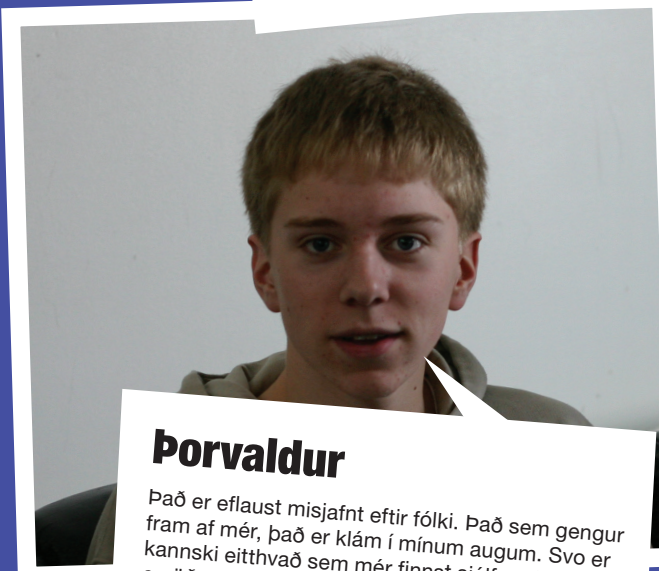 Þorvaldur
Það er eflaust misjafnt eftir fólki. Það sem gengur
fram af mér, það er klám í mínum augum. Svo er
kannski eitthvað sem mér finnst